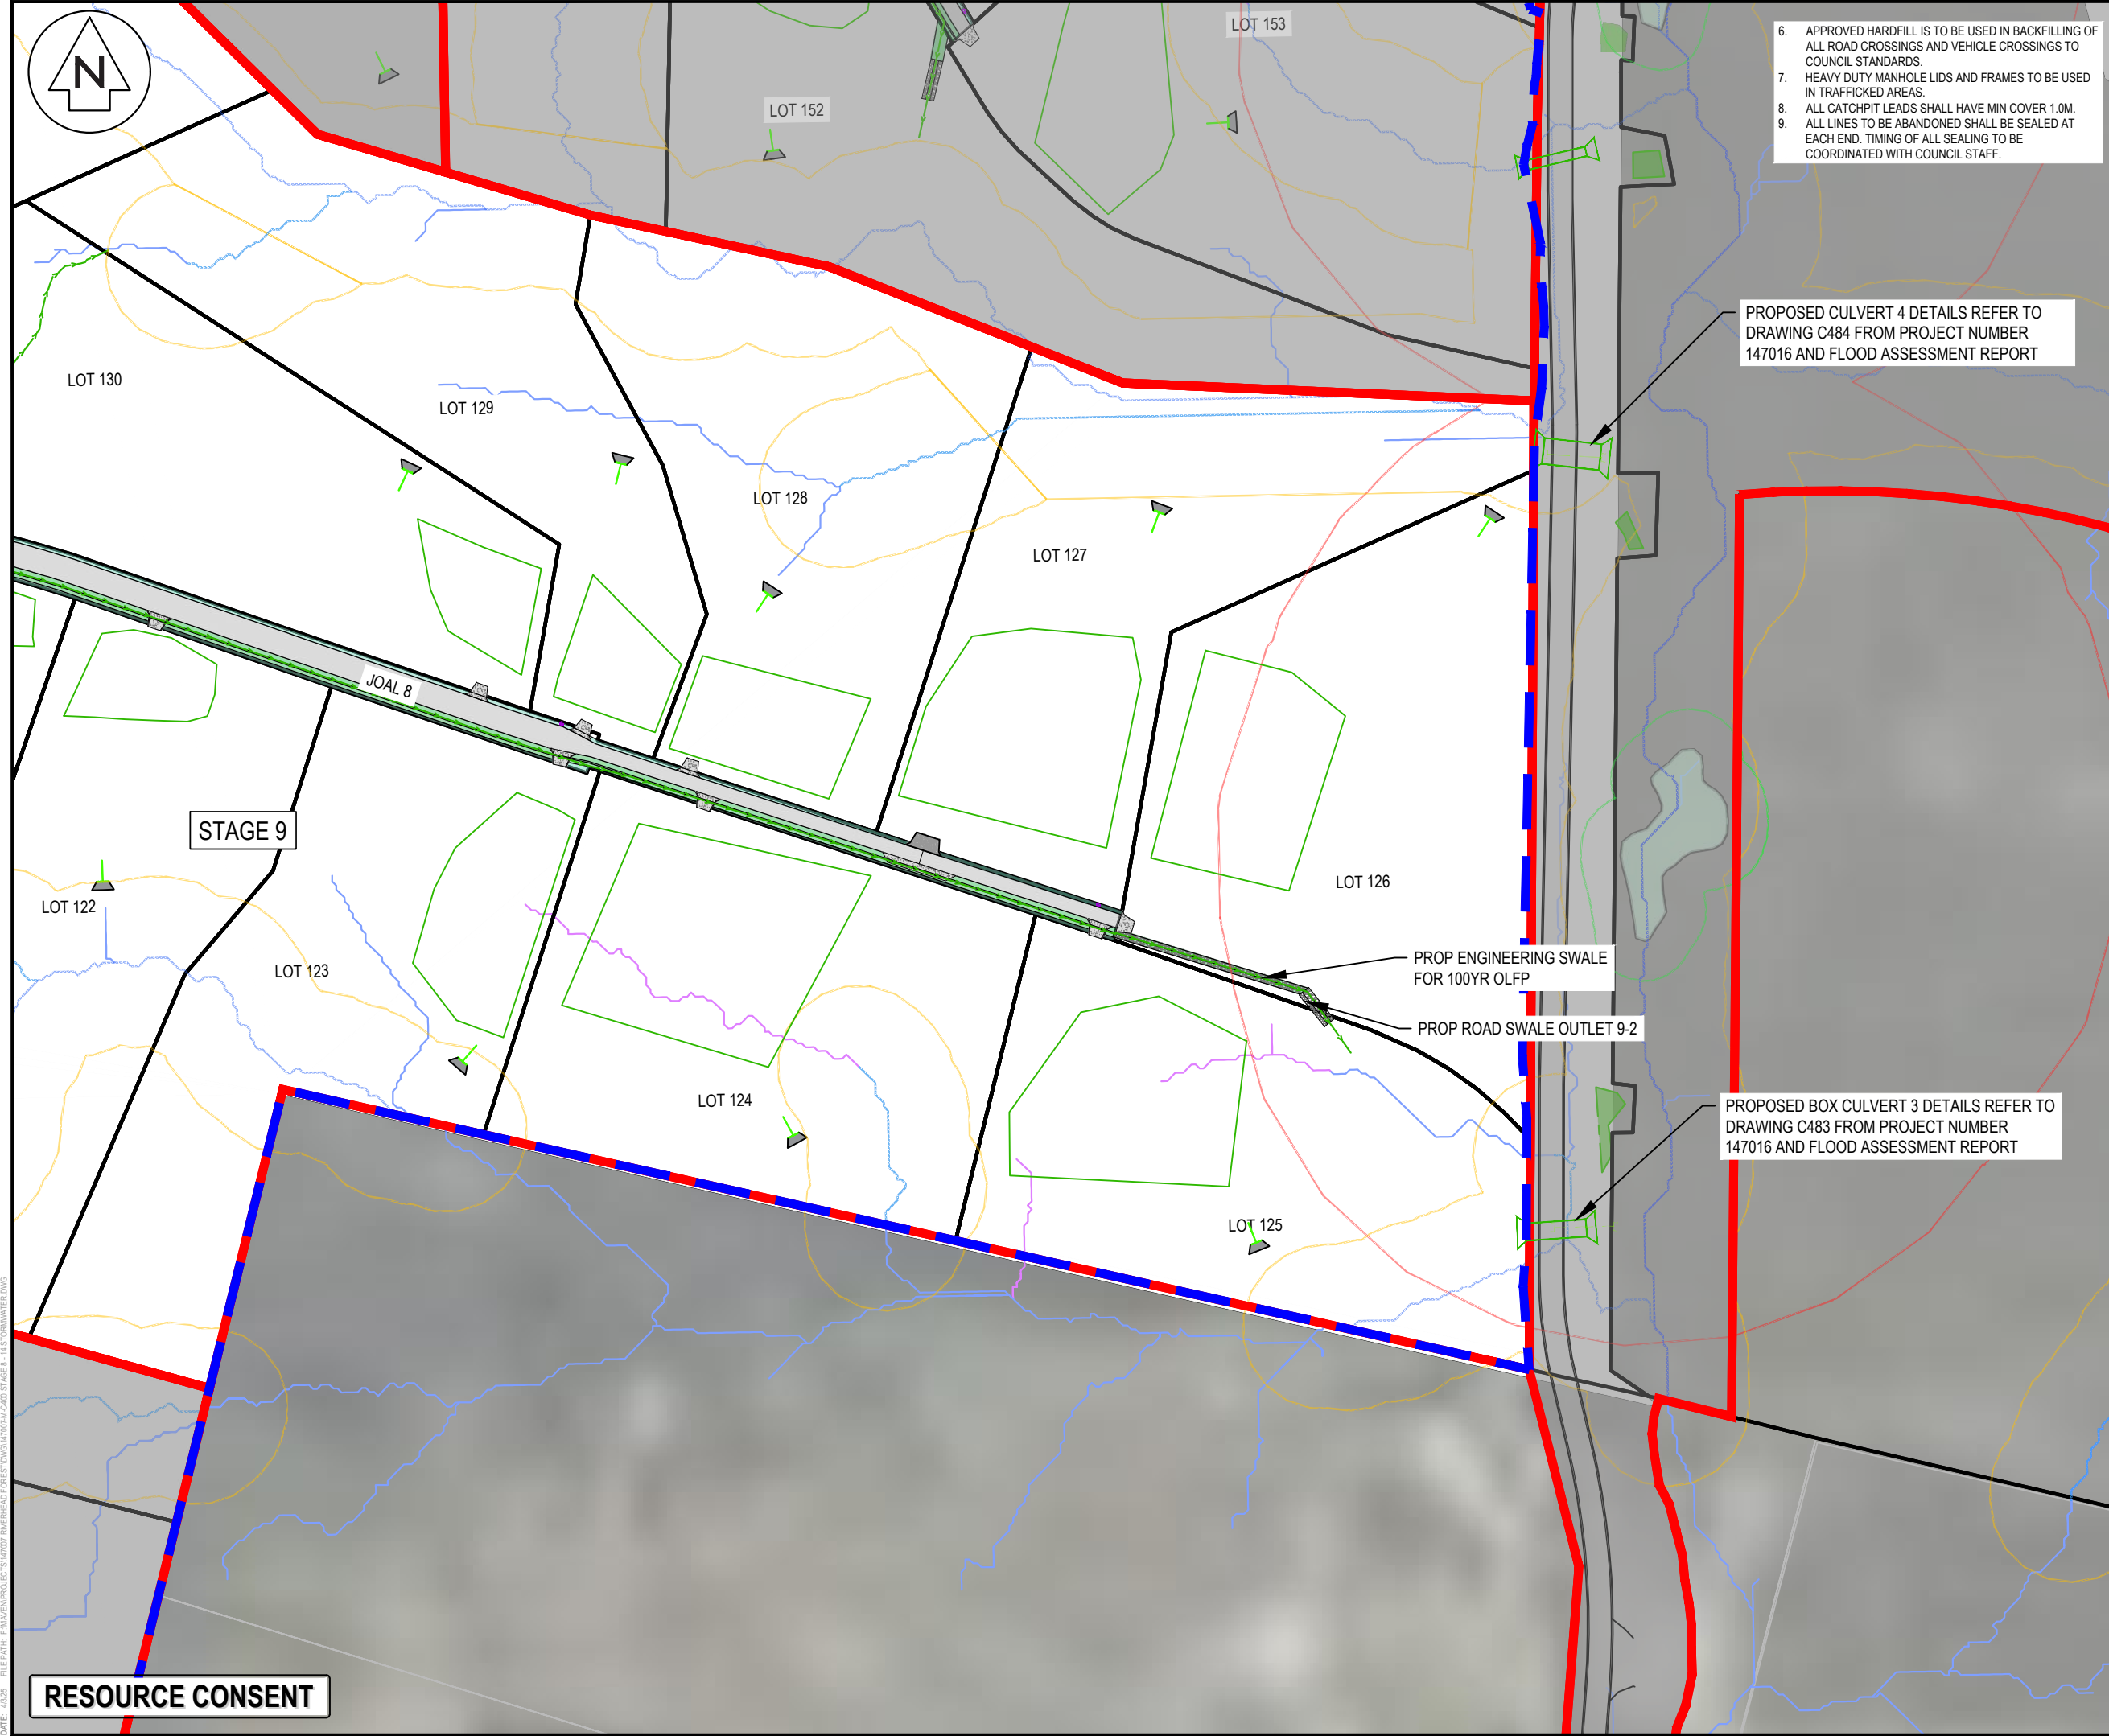 N
LOT 153
LOT 152
6. APPROVED HARDFILL IS TO BE USED IN BACKFILLING OF
ALL ROAD CROSSINGS AND VEHICLE CROSSINGS TO
COUNCIL STANDARDS.
7. HEAVY DUTY MANHOLE LIDS AND FRAMES TO BE USED
IN TRAFFICKED AREAS.
8. ALL CATCHPIT LEADS SHALL HAVE MIN COVER 1.0M.
9. ALL LINES TO BE ABANDONED SHALL BE SEALED AT
EACH END. TIMING OF ALL SEALING TO BE
COORDINATED WITH COUNCIL STAFF.
PROPOSED CULVERT 4 DETAILS REFER TO
DRAWING C484 FROM PROJECT NUMBER
147016 AND FLOOD ASSESSMENT REPORT
LOT 130
LOT 129
LOT 128
LOT 127
JOAL 8
STAGE 9
LOT 126
LOT 122
LOT 123
PROP ENGINEERING SWALE
FOR 100YR OLFP
PROP ROAD SWALE OUTLET 9-2
LOT 124
PROPOSED BOX CULVERT 3 DETAILS REFER TO
DRAWING C483 FROM PROJECT NUMBER
147016 AND FLOOD ASSESSMENT REPORT
LOT 125
RESOURCE CONSENT